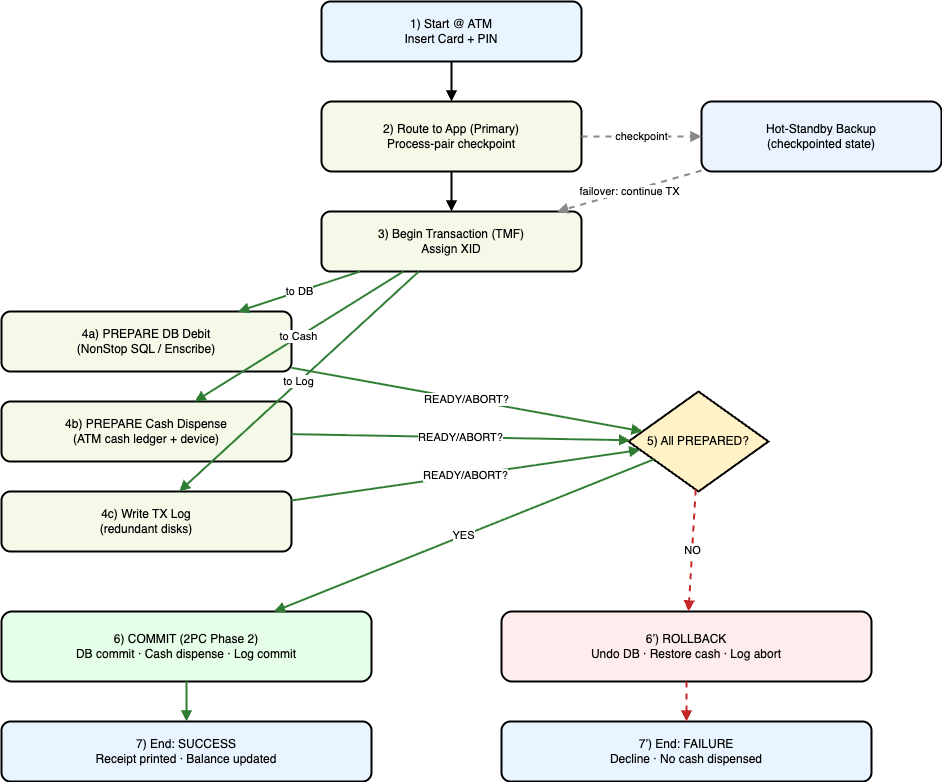 1) Start @ ATM
Insert Card + PIN
2) Route to App (Primary)
Process-pair checkpoint
checkpoint
Hot-Standby Backup
(checkpointed state)
failover: continue TX
3) Begin Transaction (TMF)
Assign XID
to DB
4a) PREPARE DB Debit
(NonStop SQL / Enscribe)
to Cash
to Log
READY/ABORT?
4b) PREPARE Cash Dispense
(ATM cash ledger + device)
READY/ABORT?
5) All PREPARED?
READY/ABORT?
4c) Write TX Log
(redundant disks)
YES
NO
6) COMMIT (2PC Phase 2)
DB commit · Cash dispense · Log commit
6’) ROLLBACK
Undo DB · Restore cash · Log abort
7) End: SUCCESS
Receipt printed · Balance updated
7’) End: FAILURE
Decline · No cash dispensed